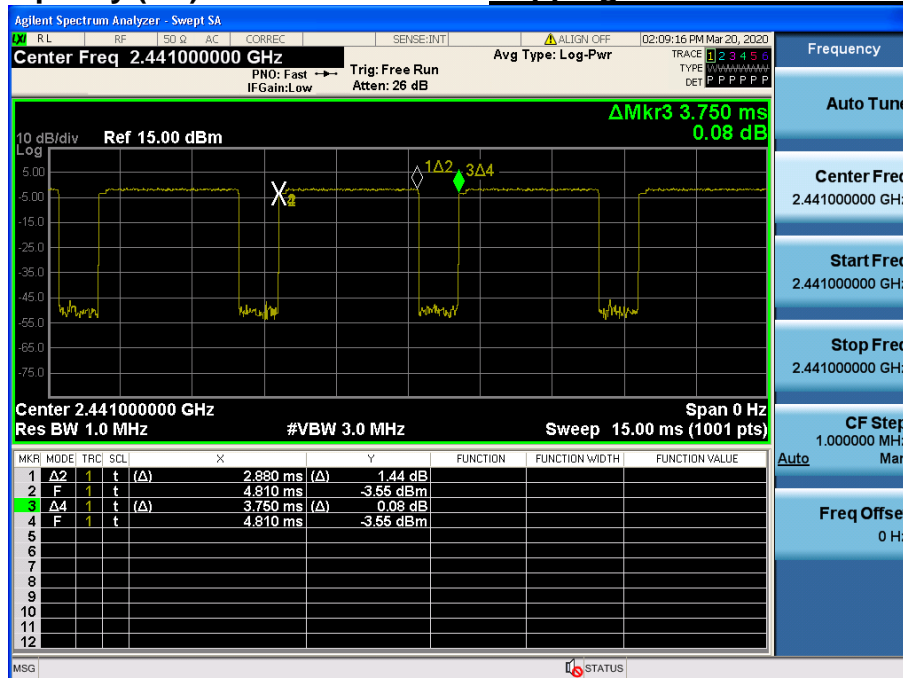 Agilent Spectrum Analyzer - Swept SA
LXI RL RF 50 Ω AC CORREC SENSE:INT ALIGN OFF 02:09:16 PM Mar 20, 2020
Center Freq 2.441000000 GHz
PNO: Fast
IFGain:Low
Trig: Free Run
Atten: 26 dB
Avg Type: Log-Pwr
TRACE 1 2 3 4 5 6
TYPE
DET P P P P P P
ΔMkr3 3.750 ms
0.08 dB
10 dB/div Ref 15.00 dBm
Log
5.00
-5.00
-15.0
-25.0
-35.0
-45.0
-55.0
-65.0
-75.0
1Δ2
3Δ4
X
Center 2.441000000 GHz Span 0 Hz
Res BW 1.0 MHz #VBW 3.0 MHz Sweep 15.00 ms (1001 pts)
MKR MODE TRC SCL X Y FUNCTION FUNCTION WIDTH FUNCTION VALUE
1 Δ2 1 t (Δ) 2.880 ms (Δ) 1.44 dB
2 F 1 t 4.810 ms -3.55 dBm
3 Δ4 1 t (Δ) 3.750 ms (Δ) 0.08 dB
4 F 1 t 4.810 ms -3.55 dBm
5
6
7
8
9
10
11
12
MSG STATUS
Frequency
Auto Tune
Center Freq
2.441000000 GHz
Start Freq
2.441000000 GHz
Stop Freq
2.441000000 GHz
CF Step
1.000000 MHz
Auto Man
Freq Offset
0 Hz